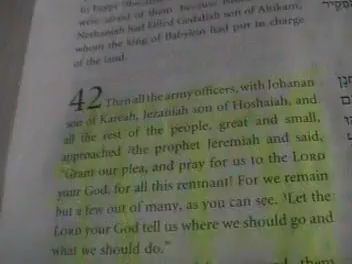 were afraid of them because
Nethaniah had killed Gedaliah son of Ahikam,
whom the king of Babylon had put in charge
of the land.
42 Then all the army officers, with Johanan
son of Kareah, Jezaniah son of Hoshaiah, and
all the rest of the people, great and small,
approached ²the prophet Jeremiah and said,
“Grant our plea, and pray for us to the LORD
your God, for all this remnant! For we remain
but a few out of many, as you can see. ³Let the
LORD your God tell us where we should go and
what we should do.”